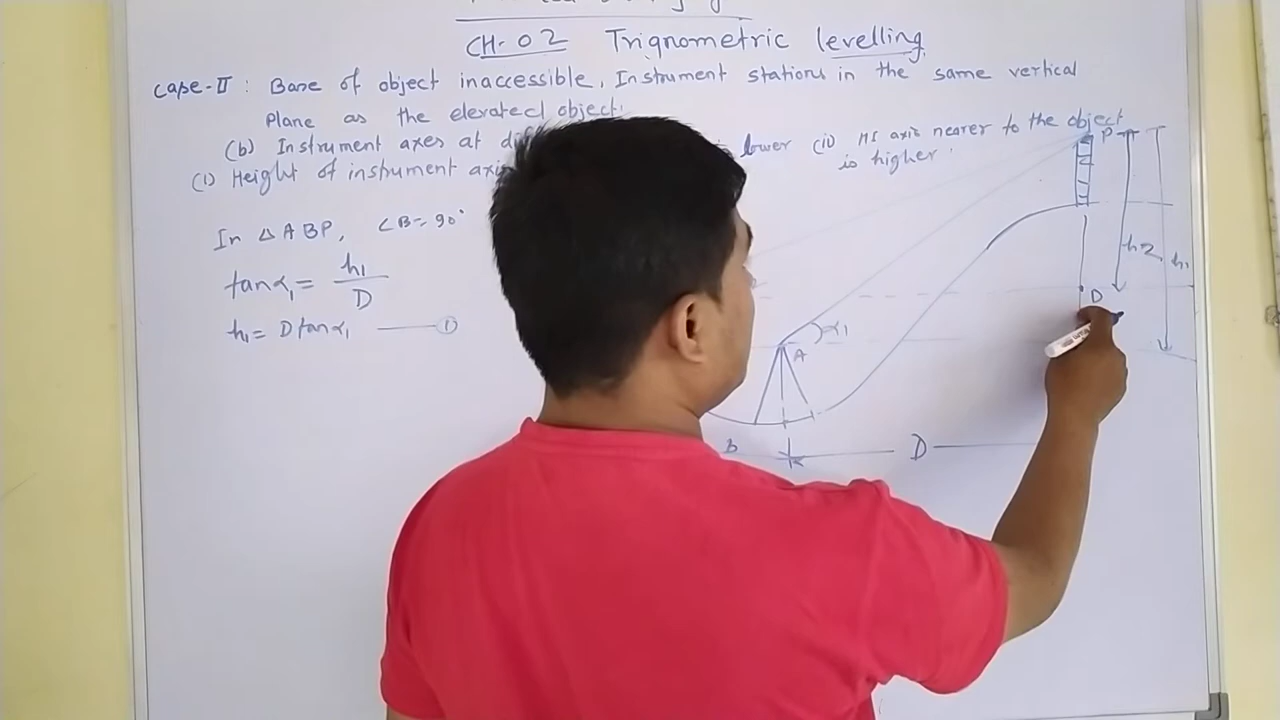 CH-02 Trignometric levelling
Case-II : Base of object inaccessible, Instrument stations in the same vertical
Plane as the elevated object.
(b) Instrument axes at
lower (ii) HI axis nearer to the object
is higher.
(i) Height of instrument axis
In △ABP, ∠B = 90°
tanα₁ = h₁ / D
h₁ = D tanα₁ ——— ①
P
h2
h₁
D
α₁
A
b
D